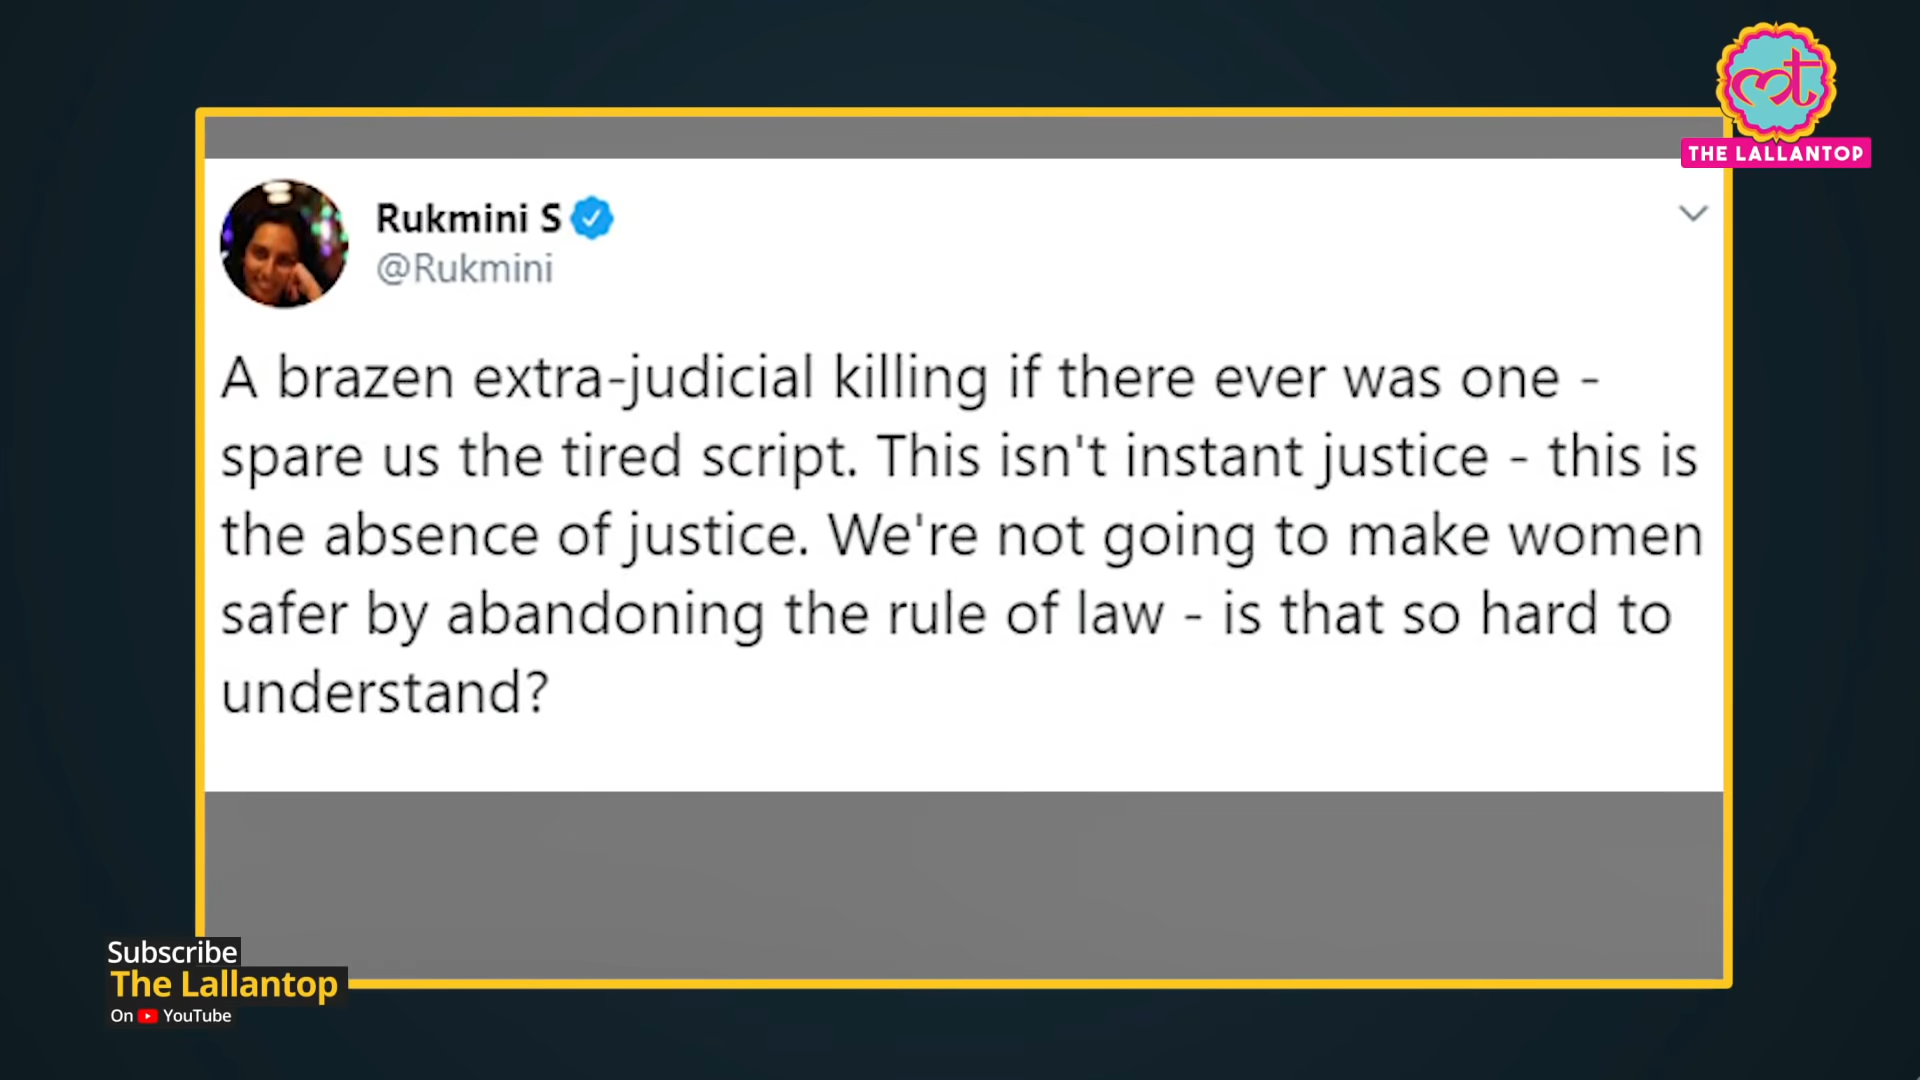 THE LALLANTOP
Rukmini S
@Rukmini
A brazen extra-judicial killing if there ever was one -
spare us the tired script. This isn't instant justice - this is
the absence of justice. We're not going to make women
safer by abandoning the rule of law - is that so hard to
understand?
Subscribe
The Lallantop
On YouTube